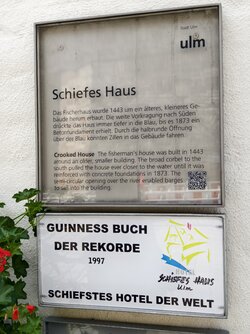 Stadt Ulm
ulm
Schiefes Haus
Das Fischerhaus wurde 1443 um ein älteres, kleineres Ge-
bäude herum erbaut. Die weite Vorkragung nach Süden
drückte das Haus immer tiefer in die Blau, bis es 1873 ein
Betonfundament erhielt. Durch die halbrunde Öffnung
über der Blau konnten Zillen in das Gebäude fahren.
Crooked House The fisherman's house was built in 1443
around an older, smaller building. The broad corbel to the
south pulled the house ever closer to the water until it was
reinforced with concrete foundations in 1873. The
semi-circular opening over the river enabled barges
to sail into the building.
GUINNESS BUCH
DER REKORDE
1997
HOTEL
SCHIEFES HAUS
Ulm
SCHIEFSTES HOTEL DER WELT